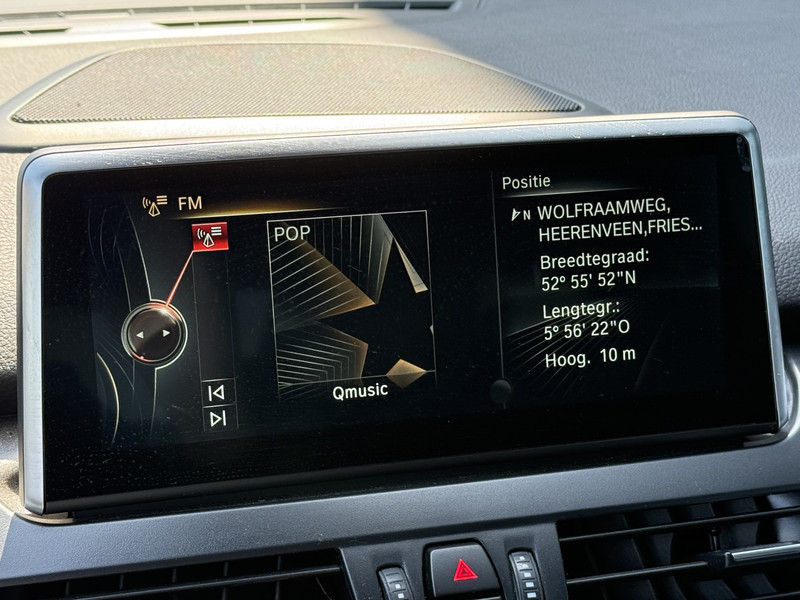 FM
POP
Qmusic
Positie
N WOLFRAAMWEG,
HEERENVEEN,FRIES...
Breedtegraad:
52° 55' 52"N
Lengtegr.:
5° 56' 22"O
Hoog. 10 m